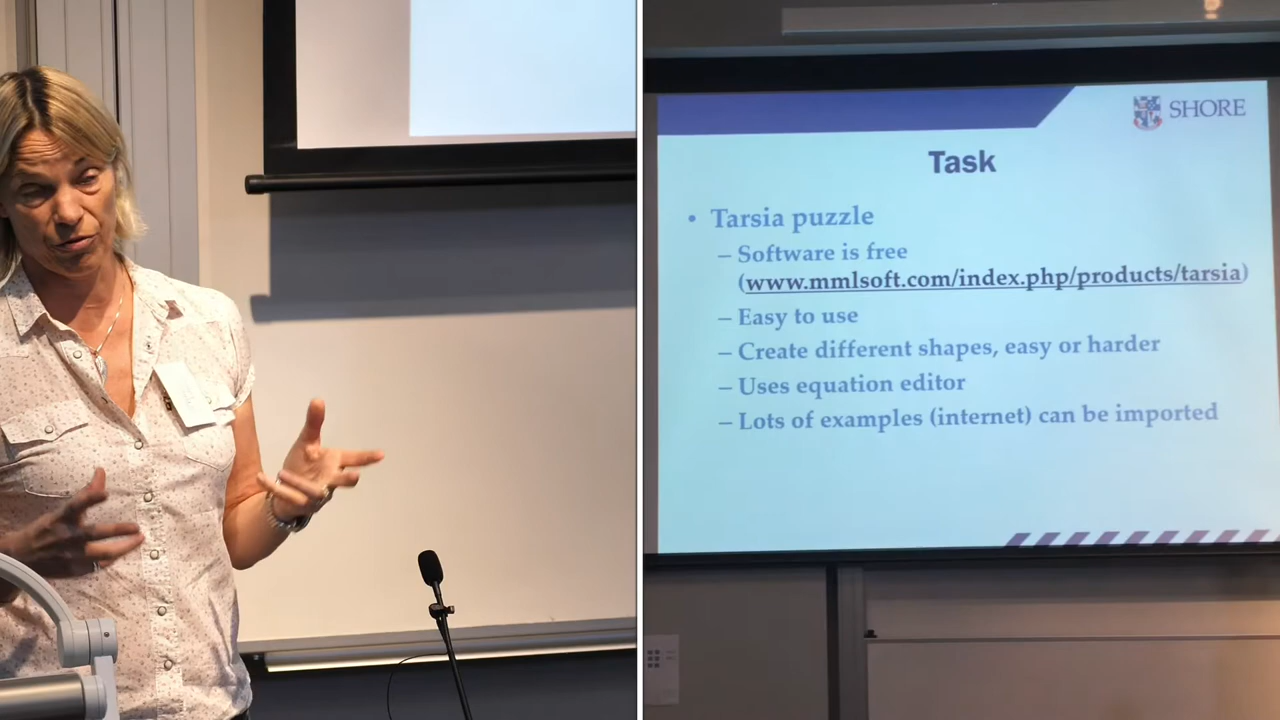 SHORE
Task
• Tarsia puzzle
– Software is free
(www.mmlsoft.com/index.php/products/tarsia)
– Easy to use
– Create different shapes, easy or harder
– Uses equation editor
– Lots of examples (internet) can be imported